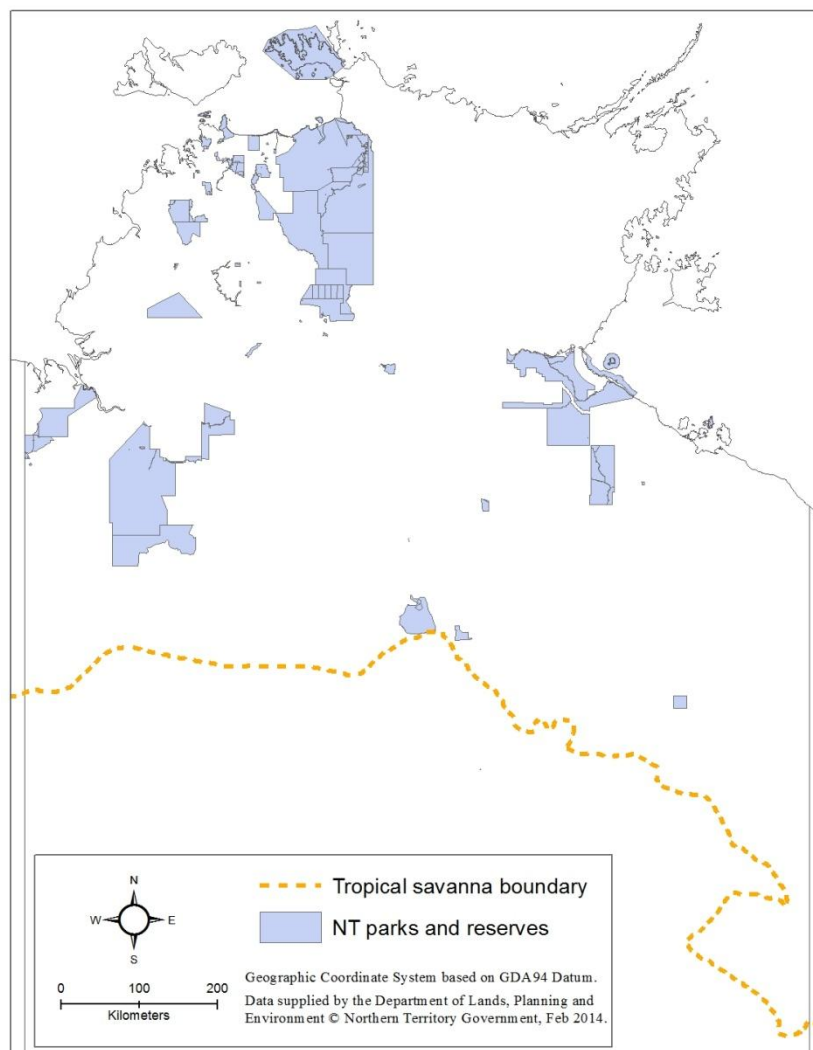 N
W E
S
0 100 200
Kilometers
Tropical savanna boundary
NT parks and reserves
Geographic Coordinate System based on GDA94 Datum.
Data supplied by the Department of Lands, Planning and
Environment © Northern Territory Government, Feb 2014.